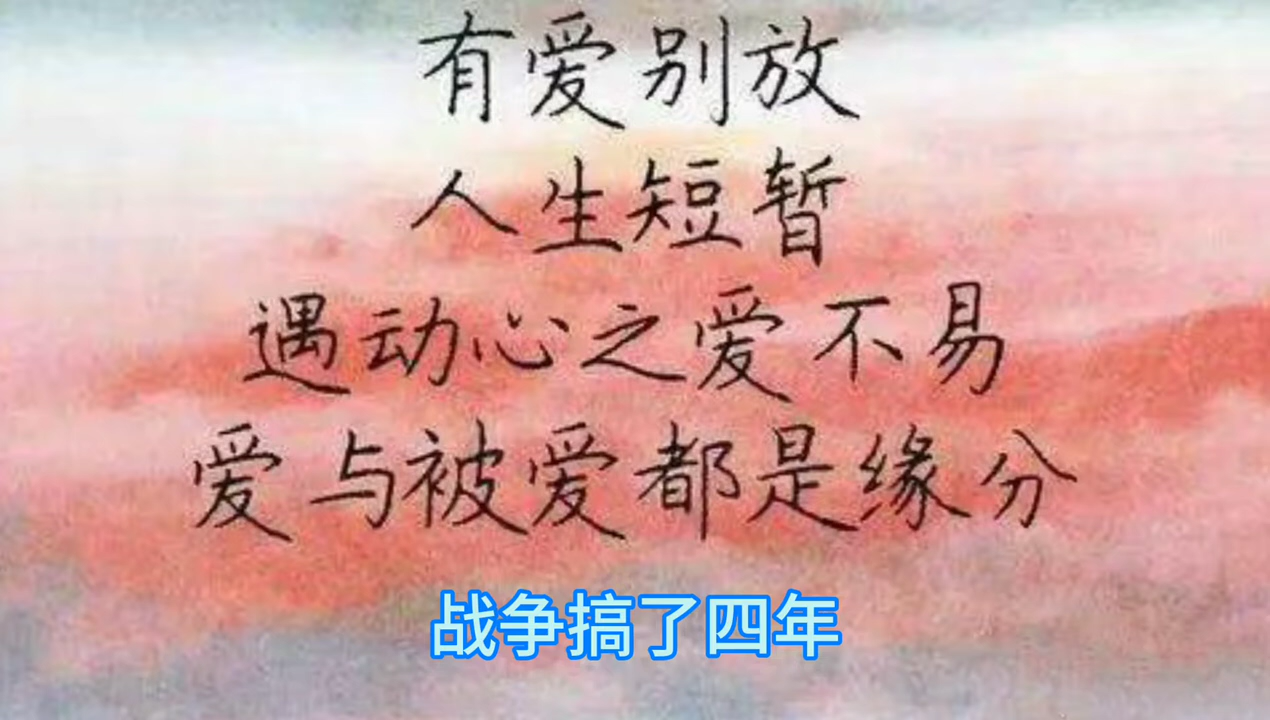 有爱别放
人生短暂
遇动心之爱不易
爱与被爱都是缘分
战争搞了四年